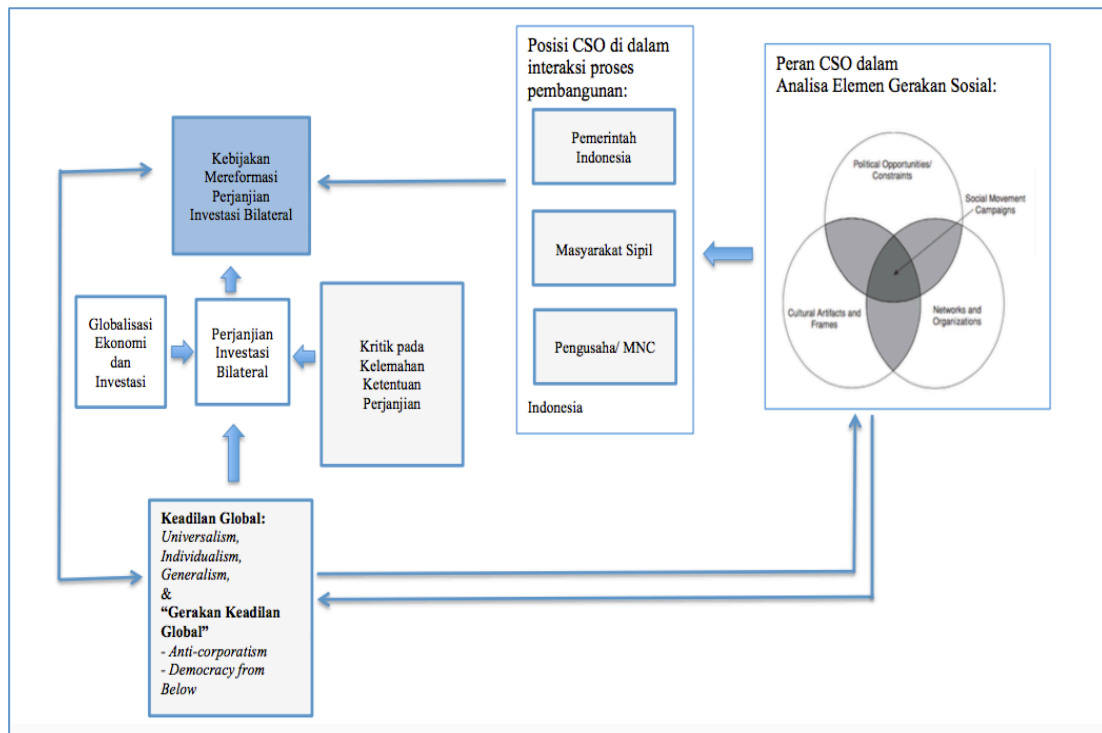 Posisi CSO di dalam
interaksi proses
pembangunan:
Pemerintah
Indonesia
Masyarakat Sipil
Pengusaha/ MNC
Indonesia
Peran CSO dalam
Analisa Elemen Gerakan Sosial:
Political Opportunities/
Constraints
Social Movement
Campaigns
Cultural Artifacts and
Frames
Networks and
Organizations
Kebijakan
Mereformasi
Perjanjian
Investasi Bilateral
Globalisasi
Ekonomi
dan
Investasi
Perjanjian
Investasi
Bilateral
Kritik pada
Kelemahan
Ketentuan
Perjanjian
Keadilan Global:
Universalism,
Individualism,
Generalism,
&
“Gerakan Keadilan
Global”
- Anti-corporatism
- Democracy from
Below